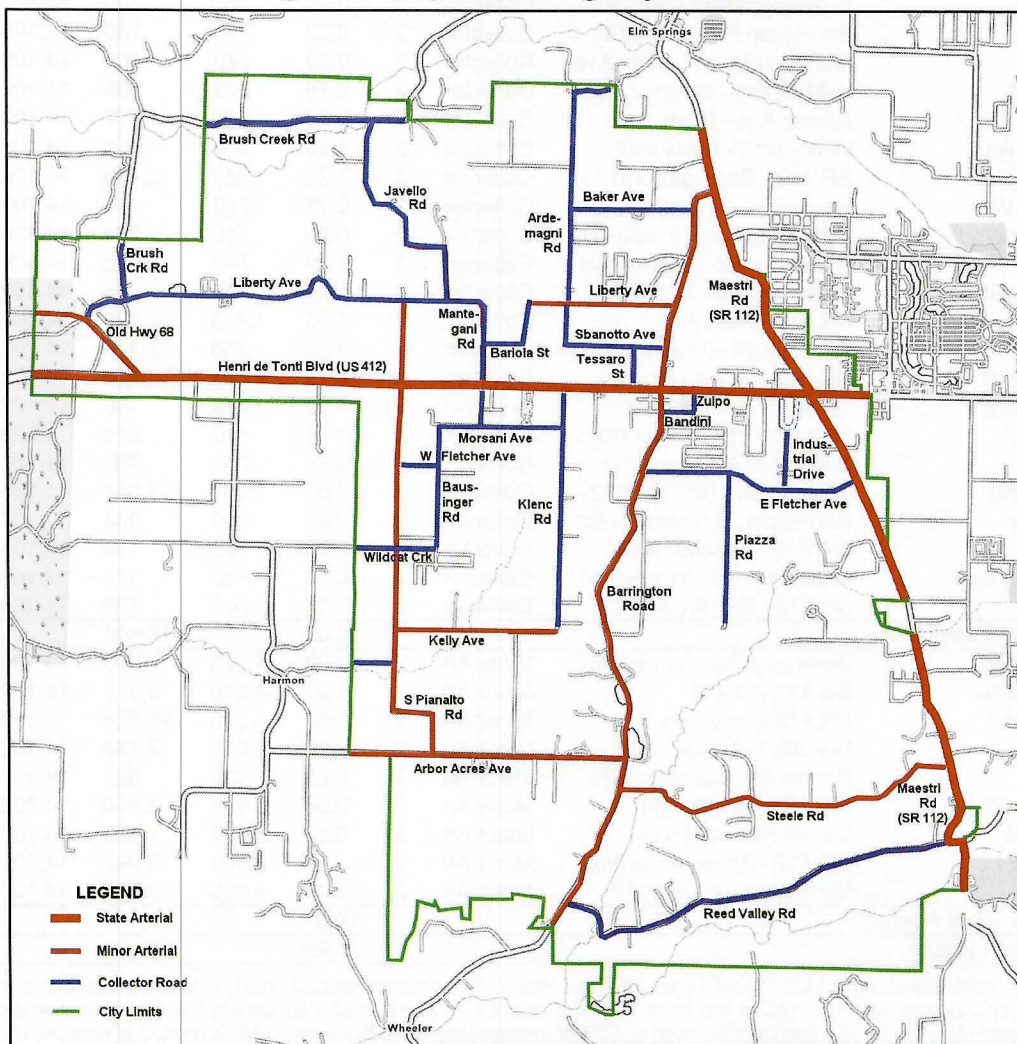 Elm Springs
Brush Creek Rd
Javello
Rd
Baker Ave
Arde-
magni
Rd
Brush
Crk Rd
Liberty Ave
Liberty Ave
Maestri
Rd
(SR 112)
Old Hwy 68
Mante-
gani
Rd
Sbanotto Ave
Bariola St
Tessaro
St
Henri de Tonti Blvd (US 412)
Zulpo
Bandini
Morsani Ave
W Fletcher Ave
Indus-
trial
Drive
Baus-
inger
Rd
Klenc
Rd
E Fletcher Ave
Wildcat Crk
Piazza
Rd
Barrington
Road
Kelly Ave
Harmon
S Pianalto
Rd
Arbor Acres Ave
Maestri
Rd
(SR 112)
Steele Rd
Reed Valley Rd
LEGEND
State Arterial
Minor Arterial
Collector Road
City Limits
Wheeler